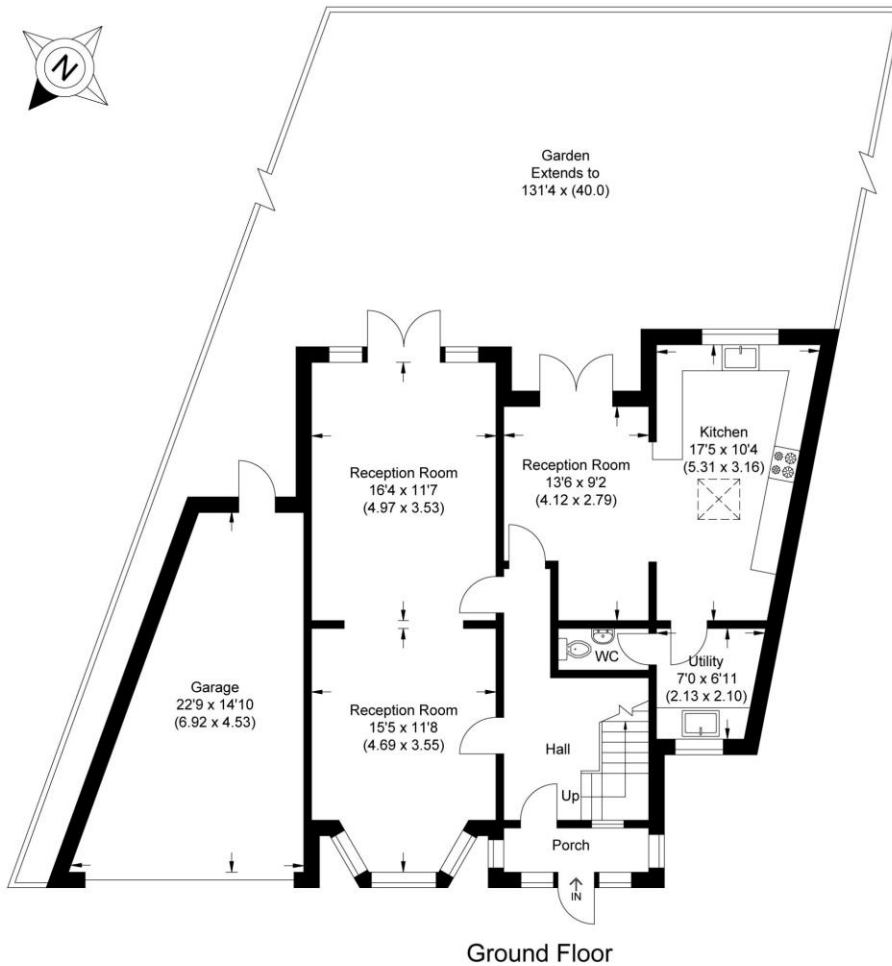 N
Garden
Extends to
131'4 x (40.0)
Kitchen
17'5 x 10'4
(5.31 x 3.16)
Reception Room
16'4 x 11'7
(4.97 x 3.53)
Reception Room
13'6 x 9'2
(4.12 x 2.79)
WC
Utility
7'0 x 6'11
(2.13 x 2.10)
Garage
22'9 x 14'10
(6.92 x 4.53)
Reception Room
15'5 x 11'8
(4.69 x 3.55)
Hall
Up
Porch
IN
Ground Floor